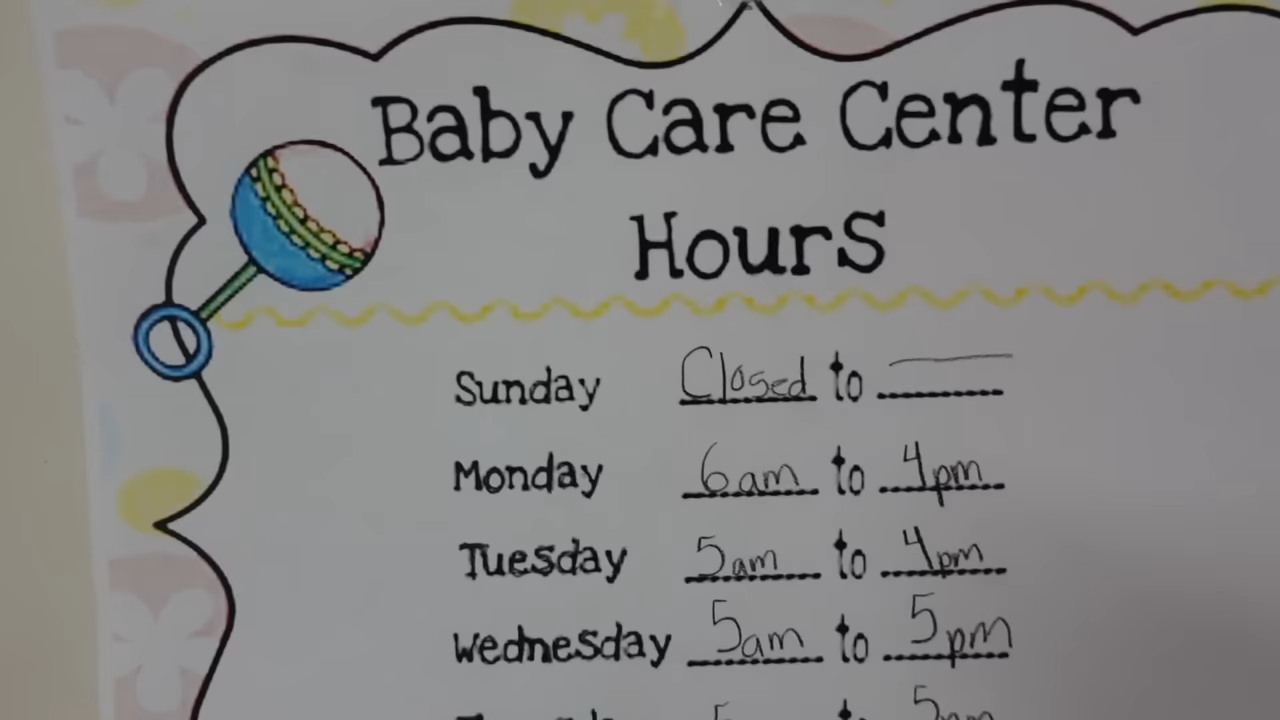 Baby Care Center
Hours
Sunday Closed to
Monday 6am to 4pm
Tuesday 5am to 4pm
Wednesday 5am to 5pm